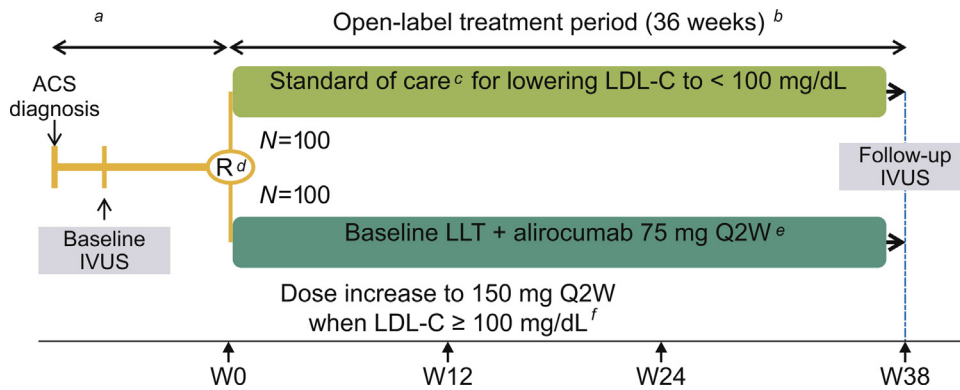 a
Open-label treatment period (36 weeks) b
ACS
diagnosis
Standard of care c for lowering LDL-C to < 100 mg/dL
N=100
R d
N=100
Baseline
IVUS
Follow-up
IVUS
Baseline LLT + alirocumab 75 mg Q2W e
Dose increase to 150 mg Q2W
when LDL-C ≥ 100 mg/dL f
W0 W12 W24 W38